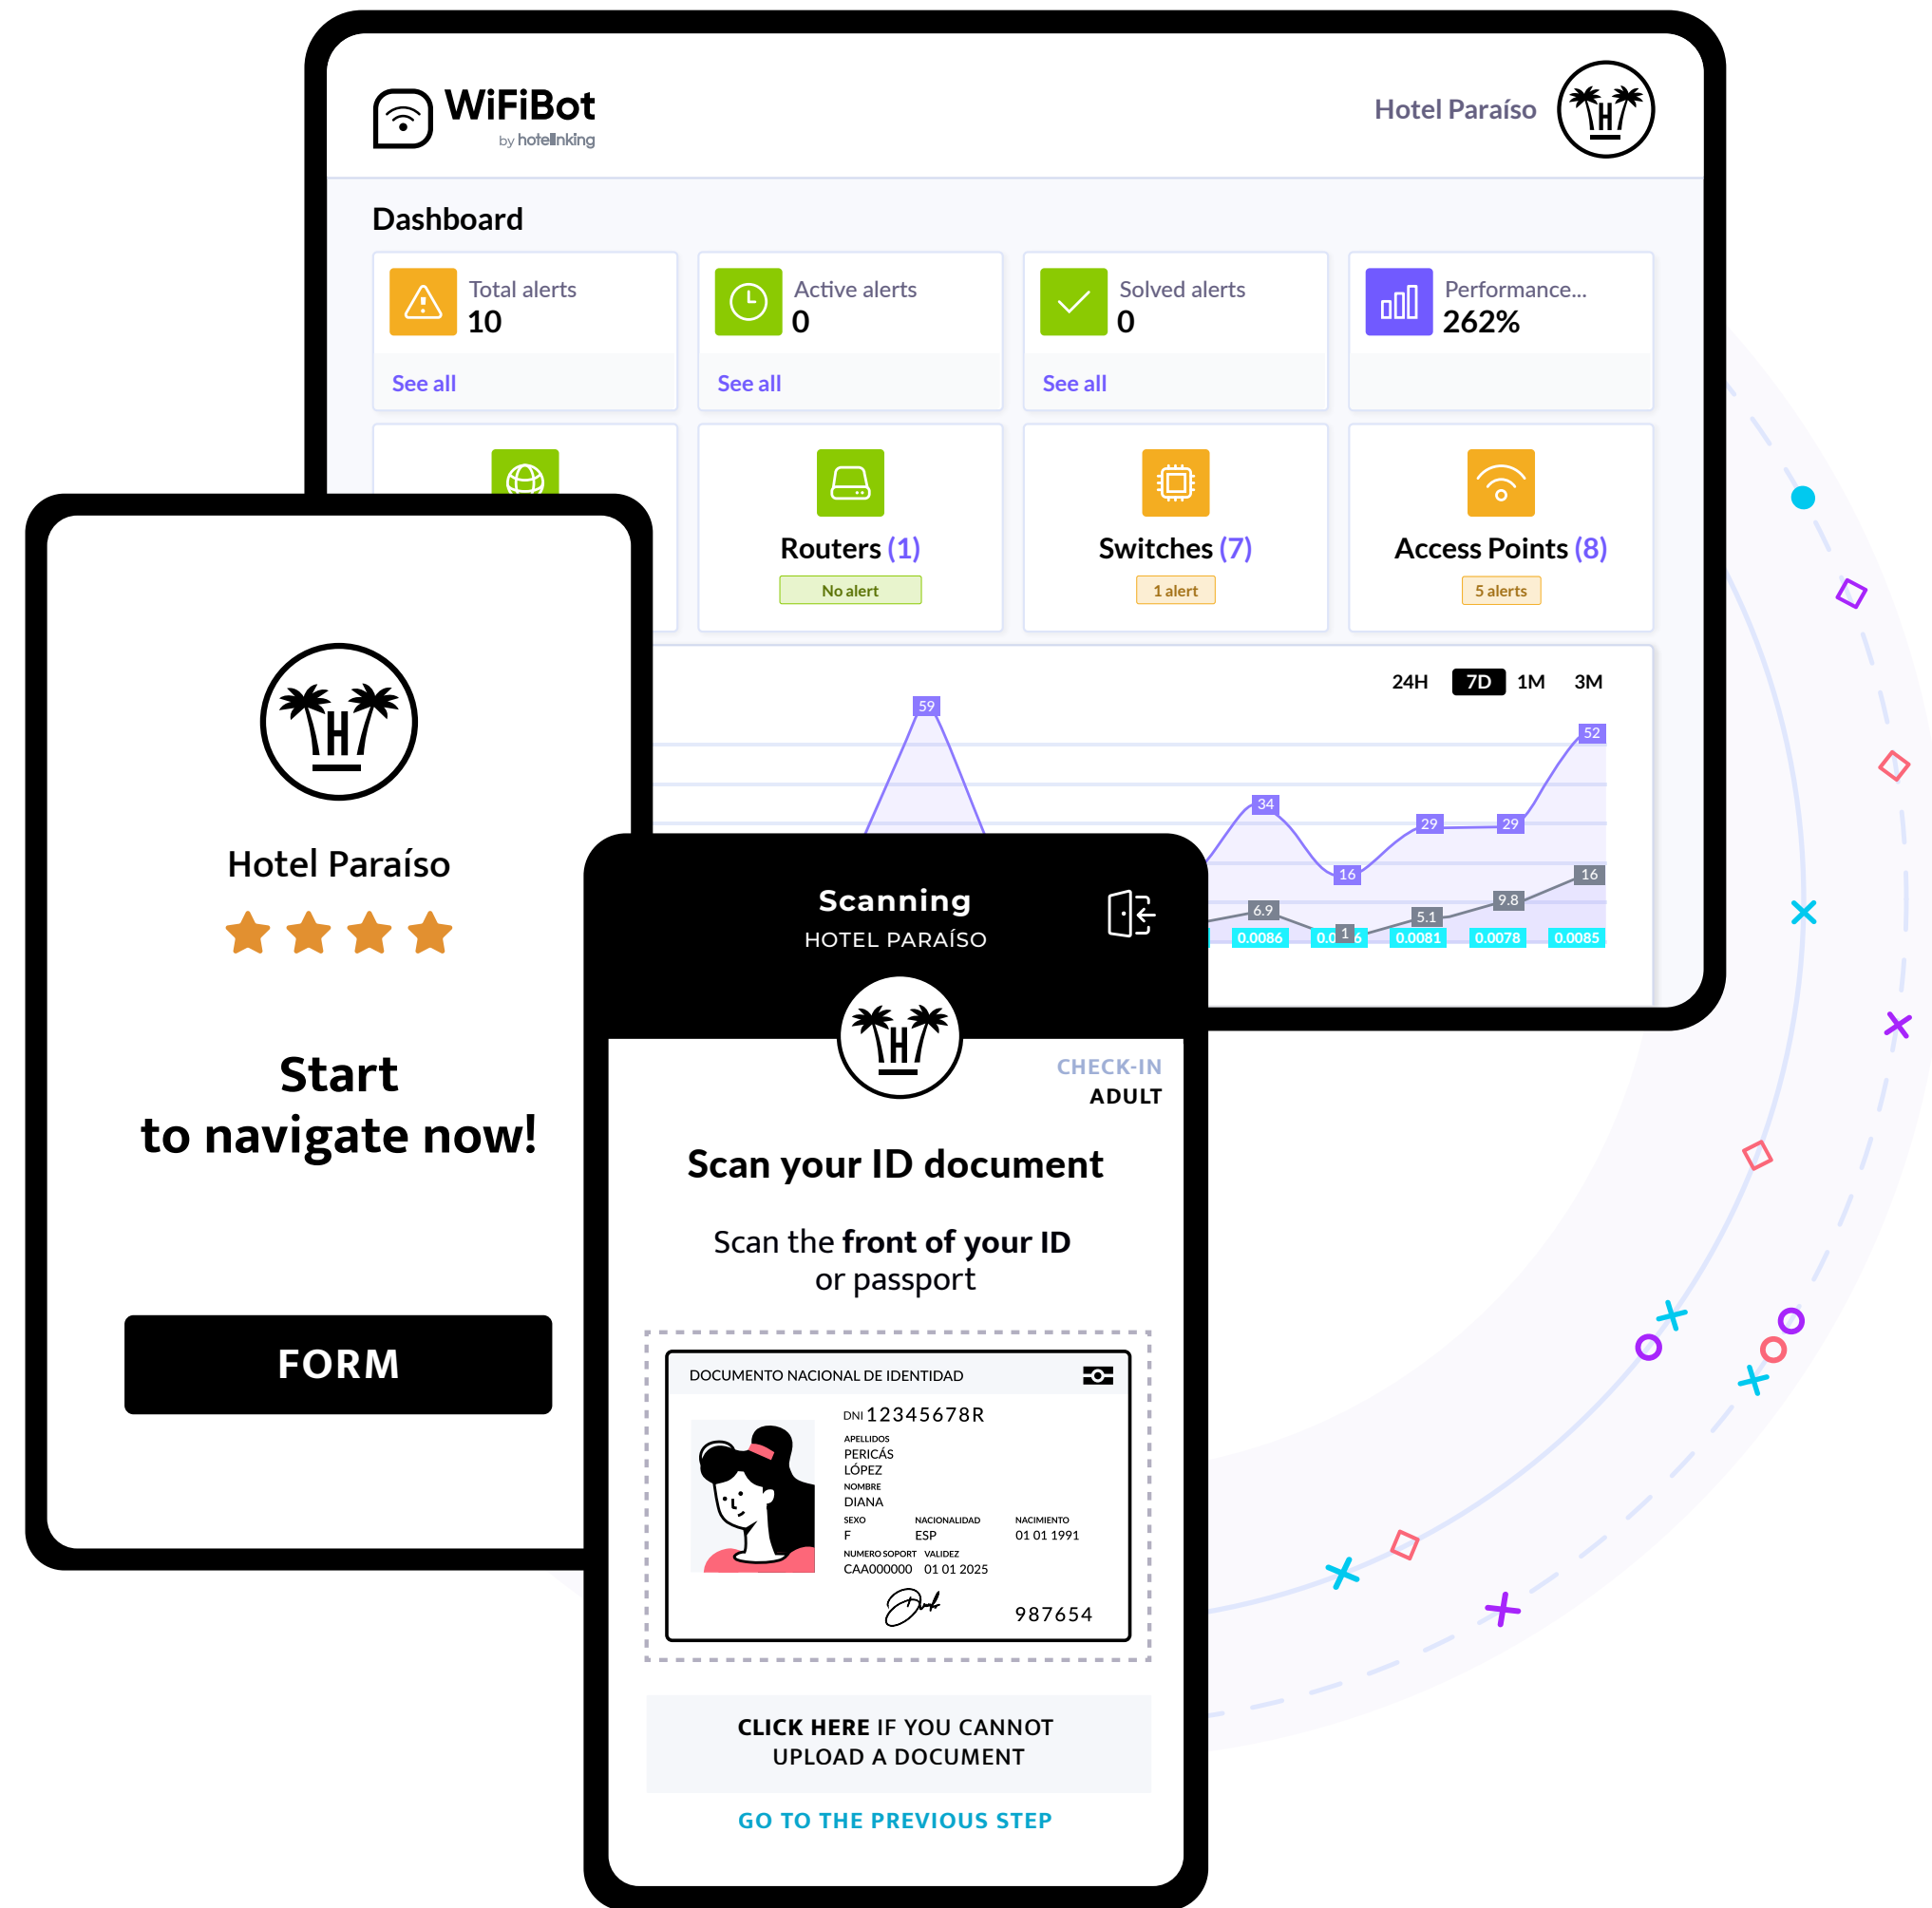 WiFiBot
by hotelinking
Hotel Paraíso
H
Dashboard
Total alerts
10
See all
Active alerts
0
See all
Solved alerts
0
See all
Performance...
262%
Routers (1)
No alert
Switches (7)
1 alert
Access Points (8)
5 alerts
24H 7D 1M 3M
59
52
34
29
29
16
16
9.8
6.9
5.1
1
0.0086
0.0081
0.0078
0.0085
H
Hotel Paraíso
Start
to navigate now!
FORM
Scanning
HOTEL PARAÍSO
H
CHECK-IN
ADULT
Scan your ID document
Scan the front of your ID
or passport
DOCUMENTO NACIONAL DE IDENTIDAD
DNI 12345678R
APELLIDOS
PERICÁS
LÓPEZ
NOMBRE
DIANA
SEXO NACIONALIDAD NACIMIENTO
F ESP 01 01 1991
NUMERO SOPORT VALIDEZ
CAA000000 01 01 2025
987654
CLICK HERE IF YOU CANNOT
UPLOAD A DOCUMENT
GO TO THE PREVIOUS STEP